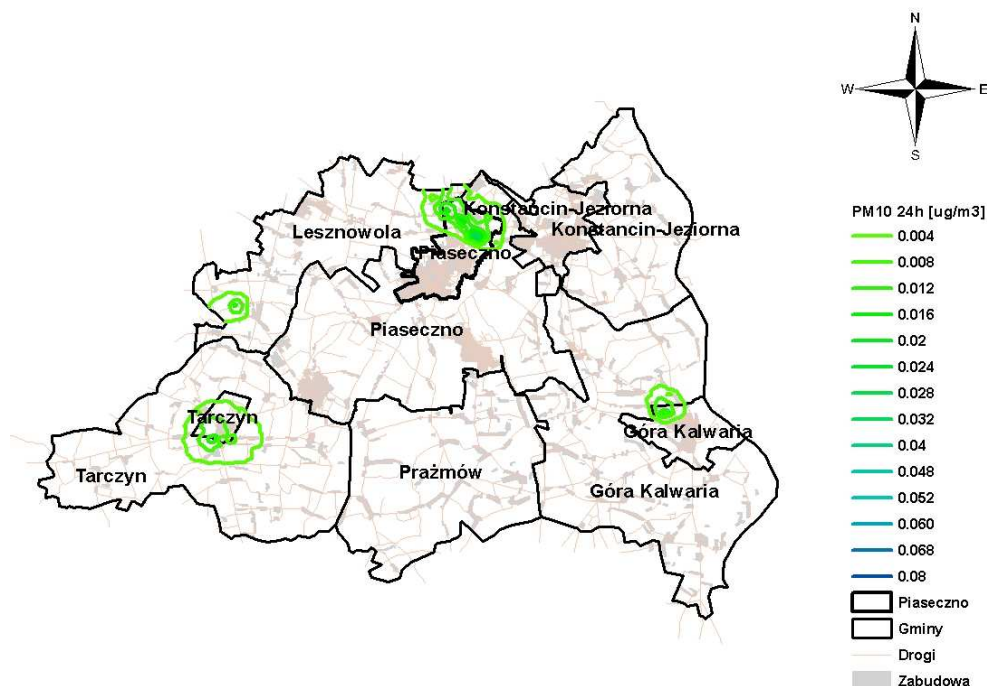 N
W
E
S
Konstancin-Jeziorna
Lesznowola
Konstancin-Jeziorna
Piaseczno
Piaseczno
Tarczyn
Góra Kalwaria
Tarczyn
Prażmów
Góra Kalwaria
PM10 24h [ug/m3]
0.004
0.008
0.012
0.016
0.02
0.024
0.028
0.032
0.04
0.048
0.052
0.060
0.068
0.08
Piaseczno
Gminy
Drogi
Zabudowa